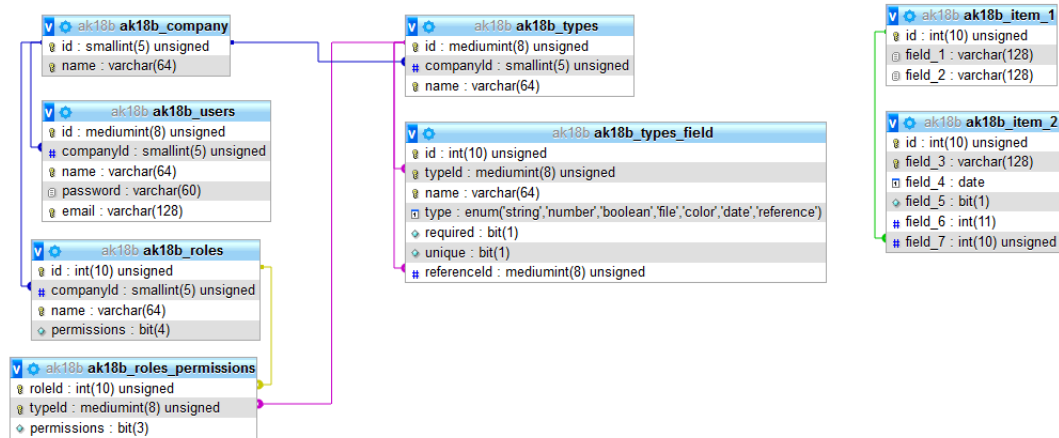 ak18b ak18b_company
id : smallint(5) unsigned
name : varchar(64)
ak18b ak18b_users
id : mediumint(8) unsigned
companyId : smallint(5) unsigned
name : varchar(64)
password : varchar(60)
email : varchar(128)
ak18b ak18b_roles
id : int(10) unsigned
companyId : smallint(5) unsigned
name : varchar(64)
permissions : bit(4)
ak18b ak18b_roles_permissions
roleId : int(10) unsigned
typeId : mediumint(8) unsigned
permissions : bit(3)
ak18b ak18b_types
id : mediumint(8) unsigned
companyId : smallint(5) unsigned
name : varchar(64)
ak18b ak18b_types_field
id : int(10) unsigned
typeId : mediumint(8) unsigned
name : varchar(64)
type : enum('string','number','boolean','file','color','date','reference')
required : bit(1)
unique : bit(1)
referenceId : mediumint(8) unsigned
ak18b ak18b_item_1
id : int(10) unsigned
field_1 : varchar(128)
field_2 : varchar(128)
ak18b ak18b_item_2
id : int(10) unsigned
field_3 : varchar(128)
field_4 : date
field_5 : bit(1)
field_6 : int(11)
field_7 : int(10) unsigned